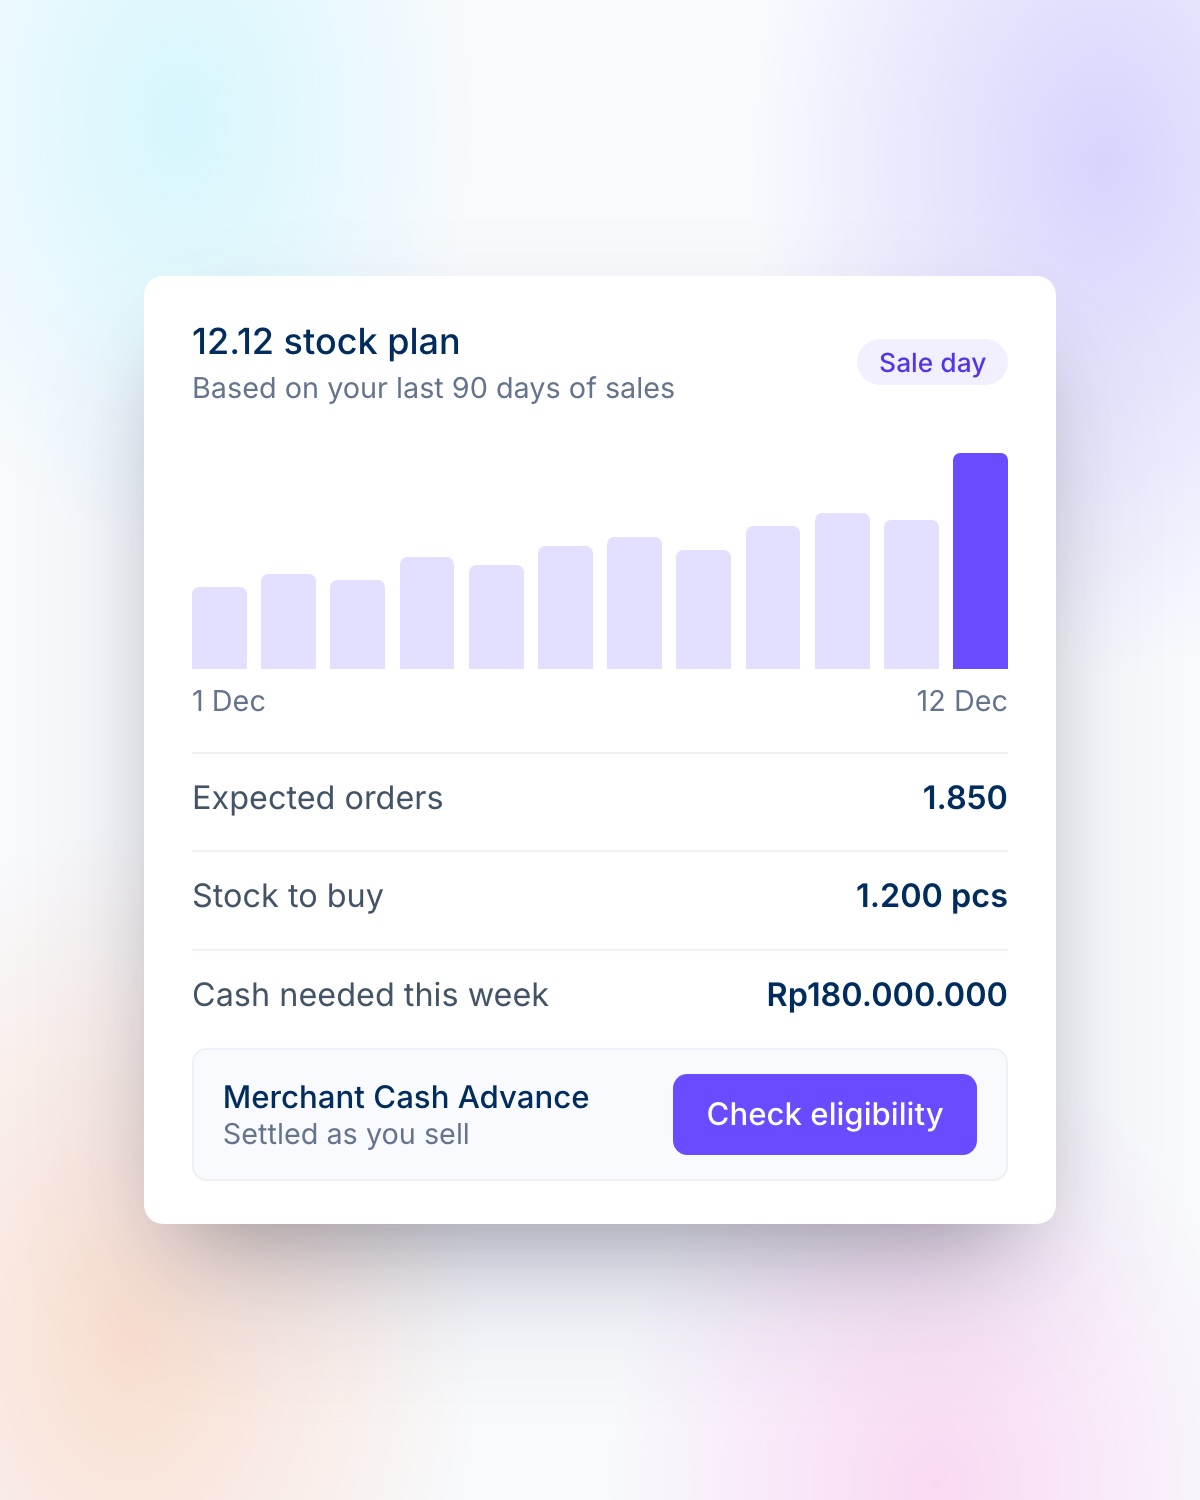 12.12 stock plan
Based on your last 90 days of sales
Sale day
1 Dec
12 Dec
Expected orders
1.850
Stock to buy
1.200 pcs
Cash needed this week
Rp180.000.000
Merchant Cash Advance
Settled as you sell
Check eligibility